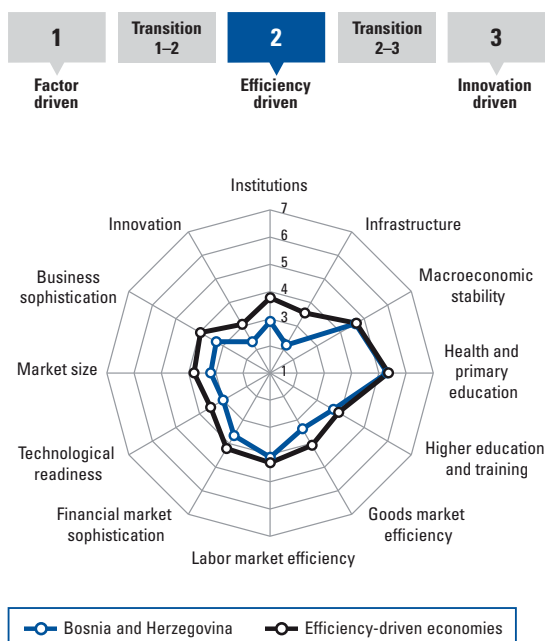 1
Transition
1–2
2
Transition
2–3
3
Factor
driven
Efficiency
driven
Innovation
driven
Institutions
7
Innovation
Infrastructure
6
5
Business
sophistication
Macroeconomic
stability
4
3
Market size
1
Health and
primary
education
Technological
readiness
Higher education
and training
Financial market
sophistication
Goods market
efficiency
Labor market efficiency
Bosnia and Herzegovina
Efficiency-driven economies